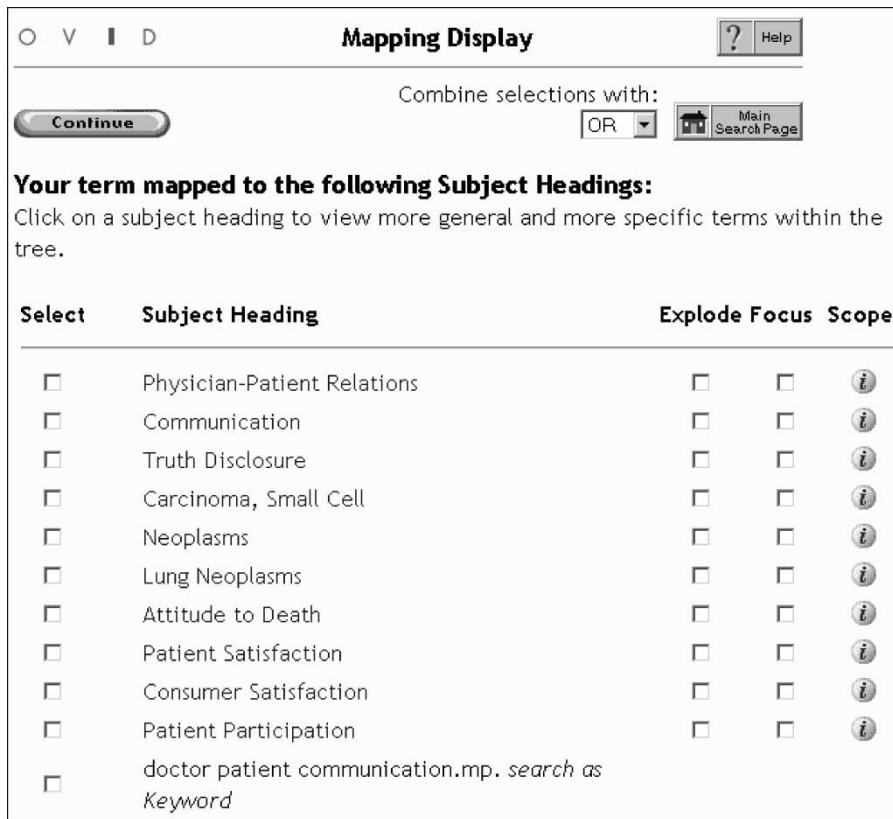 O V I D Mapping Display ? Help
Combine selections with:
Continue OR Main Search Page
Your term mapped to the following Subject Headings:
Click on a subject heading to view more general and more specific terms within the
tree.
Select Subject Heading Explode Focus Scope
Physician-Patient Relations i
Communication i
Truth Disclosure i
Carcinoma, Small Cell i
Neoplasms i
Lung Neoplasms i
Attitude to Death i
Patient Satisfaction i
Consumer Satisfaction i
Patient Participation i
doctor patient communication.mp. search as
Keyword